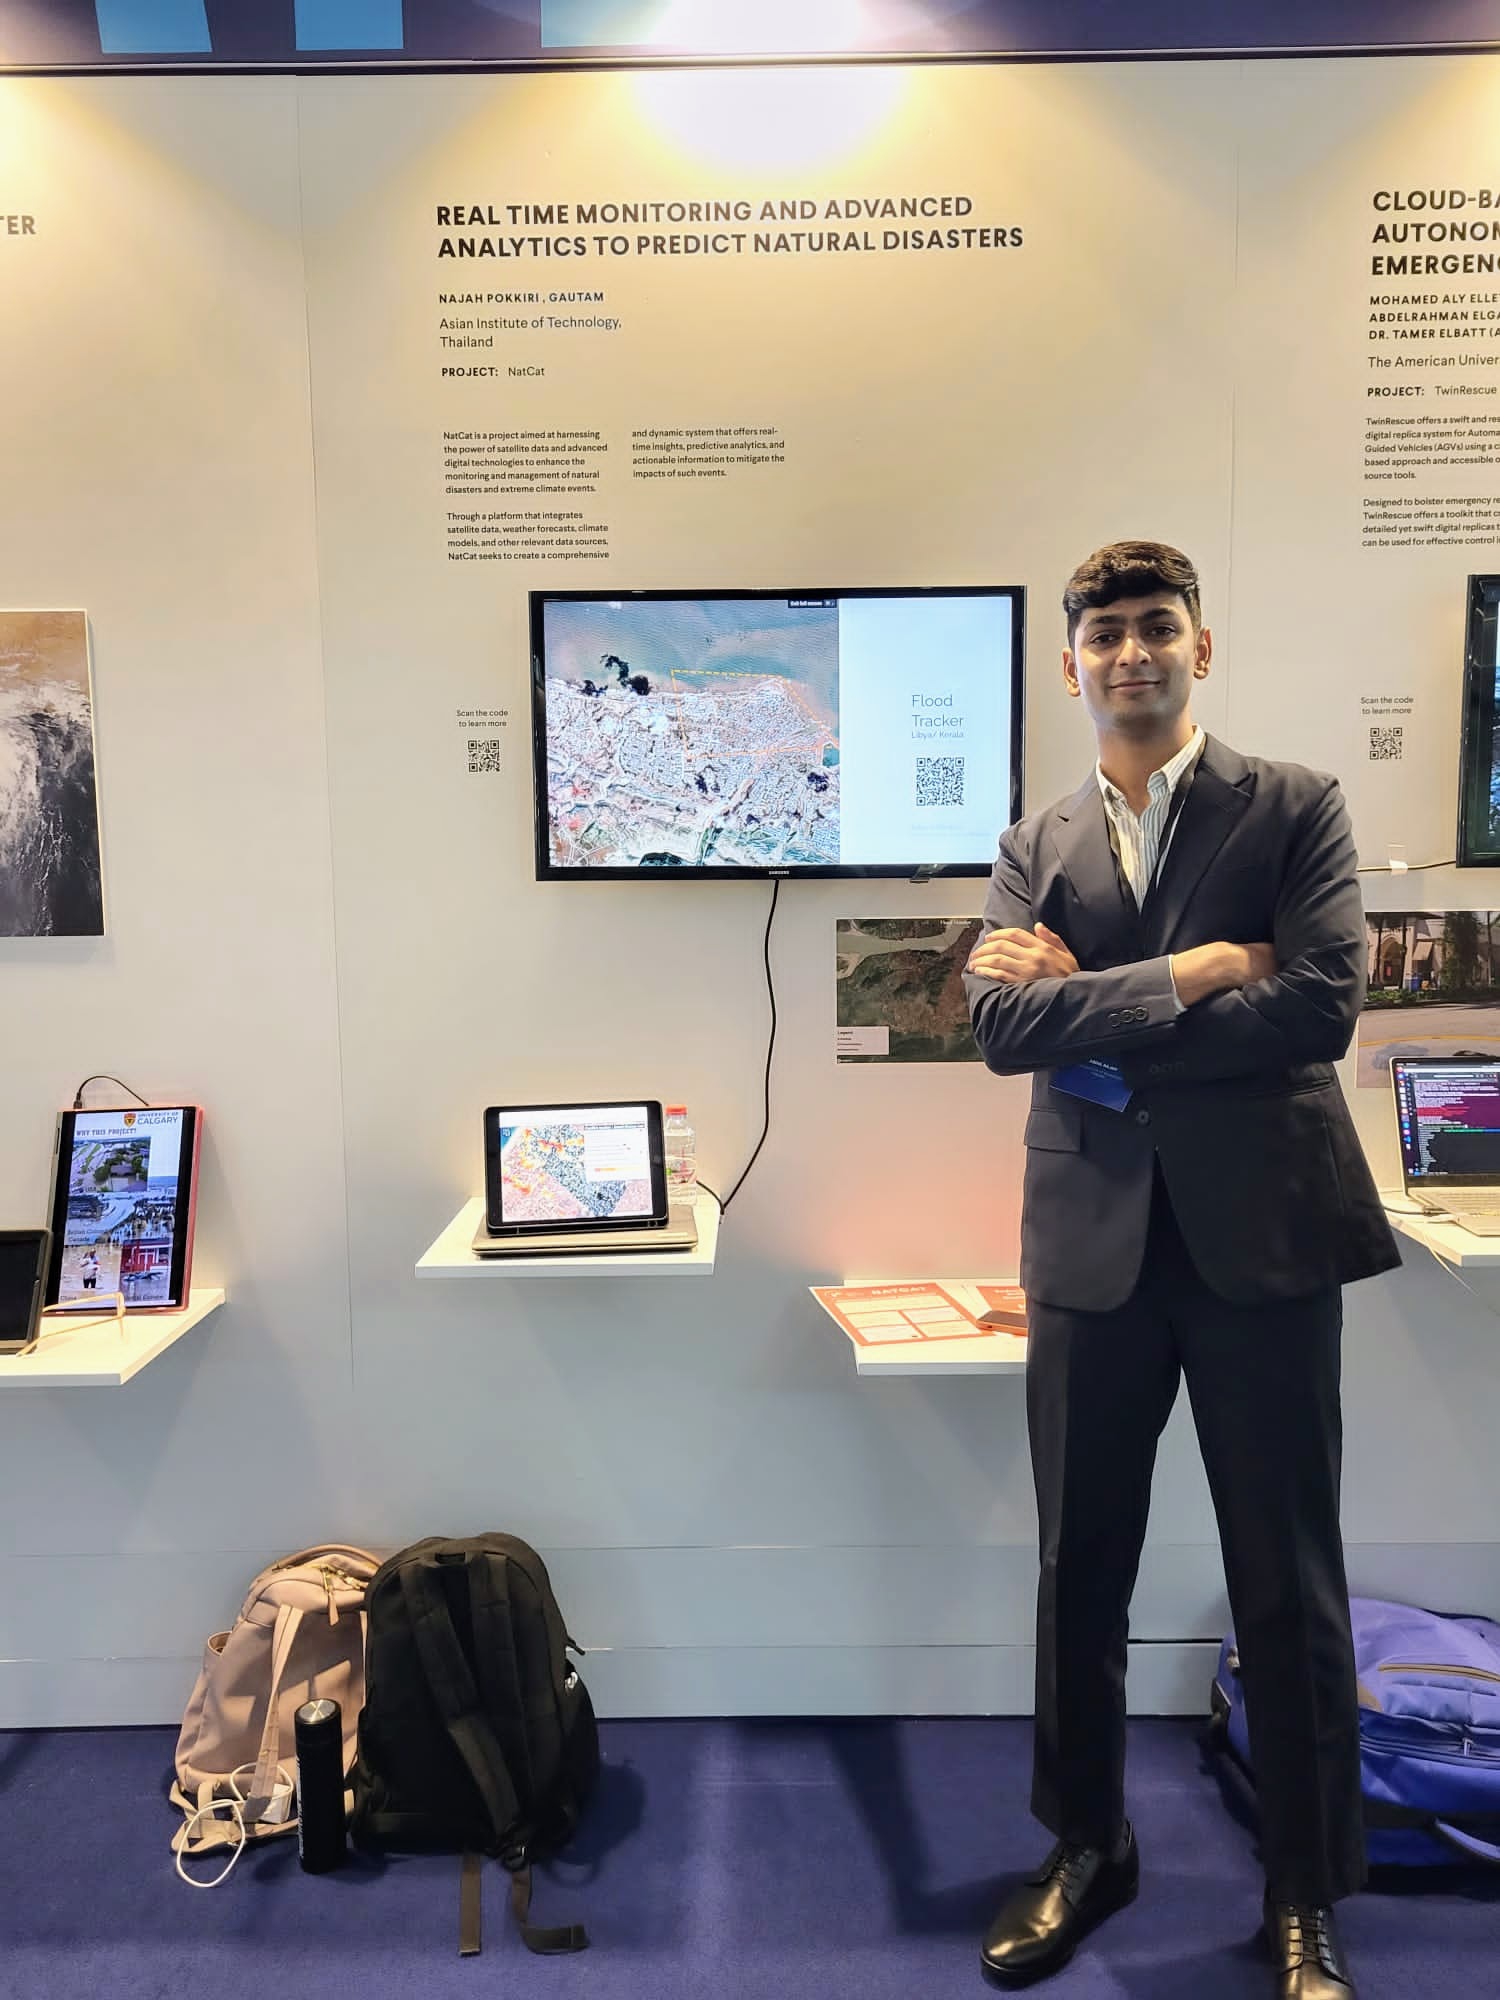 TER
REAL TIME MONITORING AND ADVANCED
ANALYTICS TO PREDICT NATURAL DISASTERS
NAJAH POKKIRI , GAUTAM
Asian Institute of Technology,
Thailand
PROJECT: NatCat
NatCat is a project aimed at harnessing
the power of satellite data and advanced
digital technologies to enhance the
monitoring and management of natural
disasters and extreme climate events.
Through a platform that integrates
satellite data, weather forecasts, climate
models, and other relevant data sources,
NatCat seeks to create a comprehensive
and dynamic system that offers real-
time insights, predictive analytics, and
actionable information to mitigate the
impacts of such events.
Scan the code
to learn more
Flood
Tracker
Libya/ Kerala
SAMSUNG
Flood Tracker
Legend
UNIVERSITY OF
CALGARY
WHY THIS PROJECT?
Canada
China
NATCAT
CLOUD-BA
AUTONOM
EMERGENC
MOHAMED ALY ELLE
ABDELRAHMAN ELGA
DR. TAMER ELBATT (A
The American Univer
PROJECT: TwinRescue
TwinRescue offers a swift and res
digital replica system for Automa
Guided Vehicles (AGVs) using a c
based approach and accessible o
source tools.
Designed to bolster emergency re
TwinRescue offers a toolkit that c
detailed yet swift digital replicas t
can be used for effective control i
Scan the code
to learn more